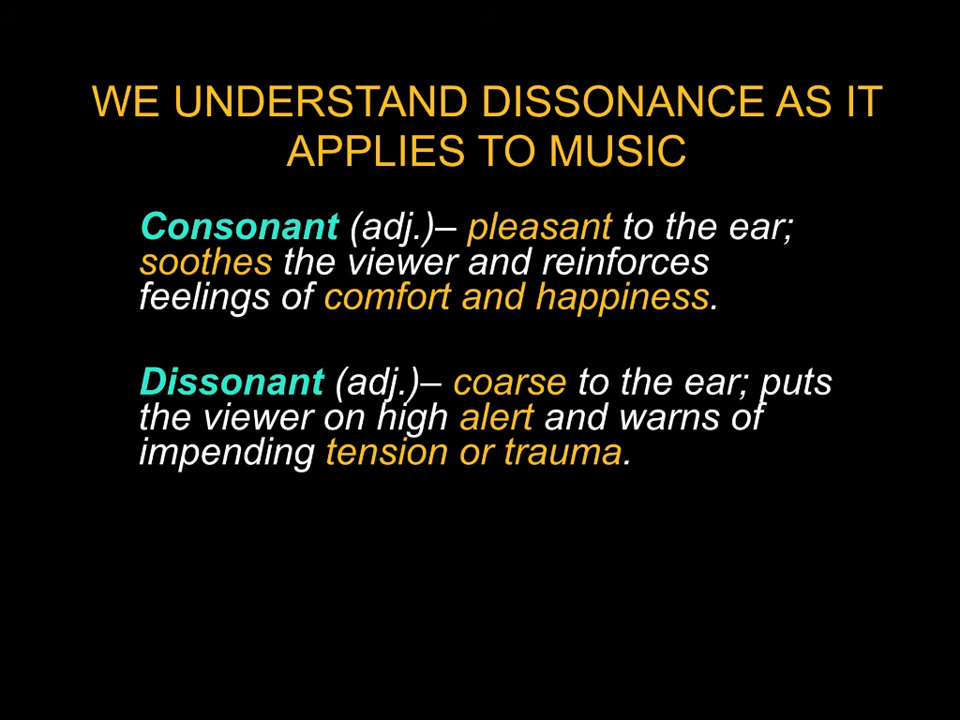 WE UNDERSTAND DISSONANCE AS IT
APPLIES TO MUSIC
Consonant (adj.)– pleasant to the ear;
soothes the viewer and reinforces
feelings of comfort and happiness.
Dissonant (adj.)– coarse to the ear; puts
the viewer on high alert and warns of
impending tension or trauma.